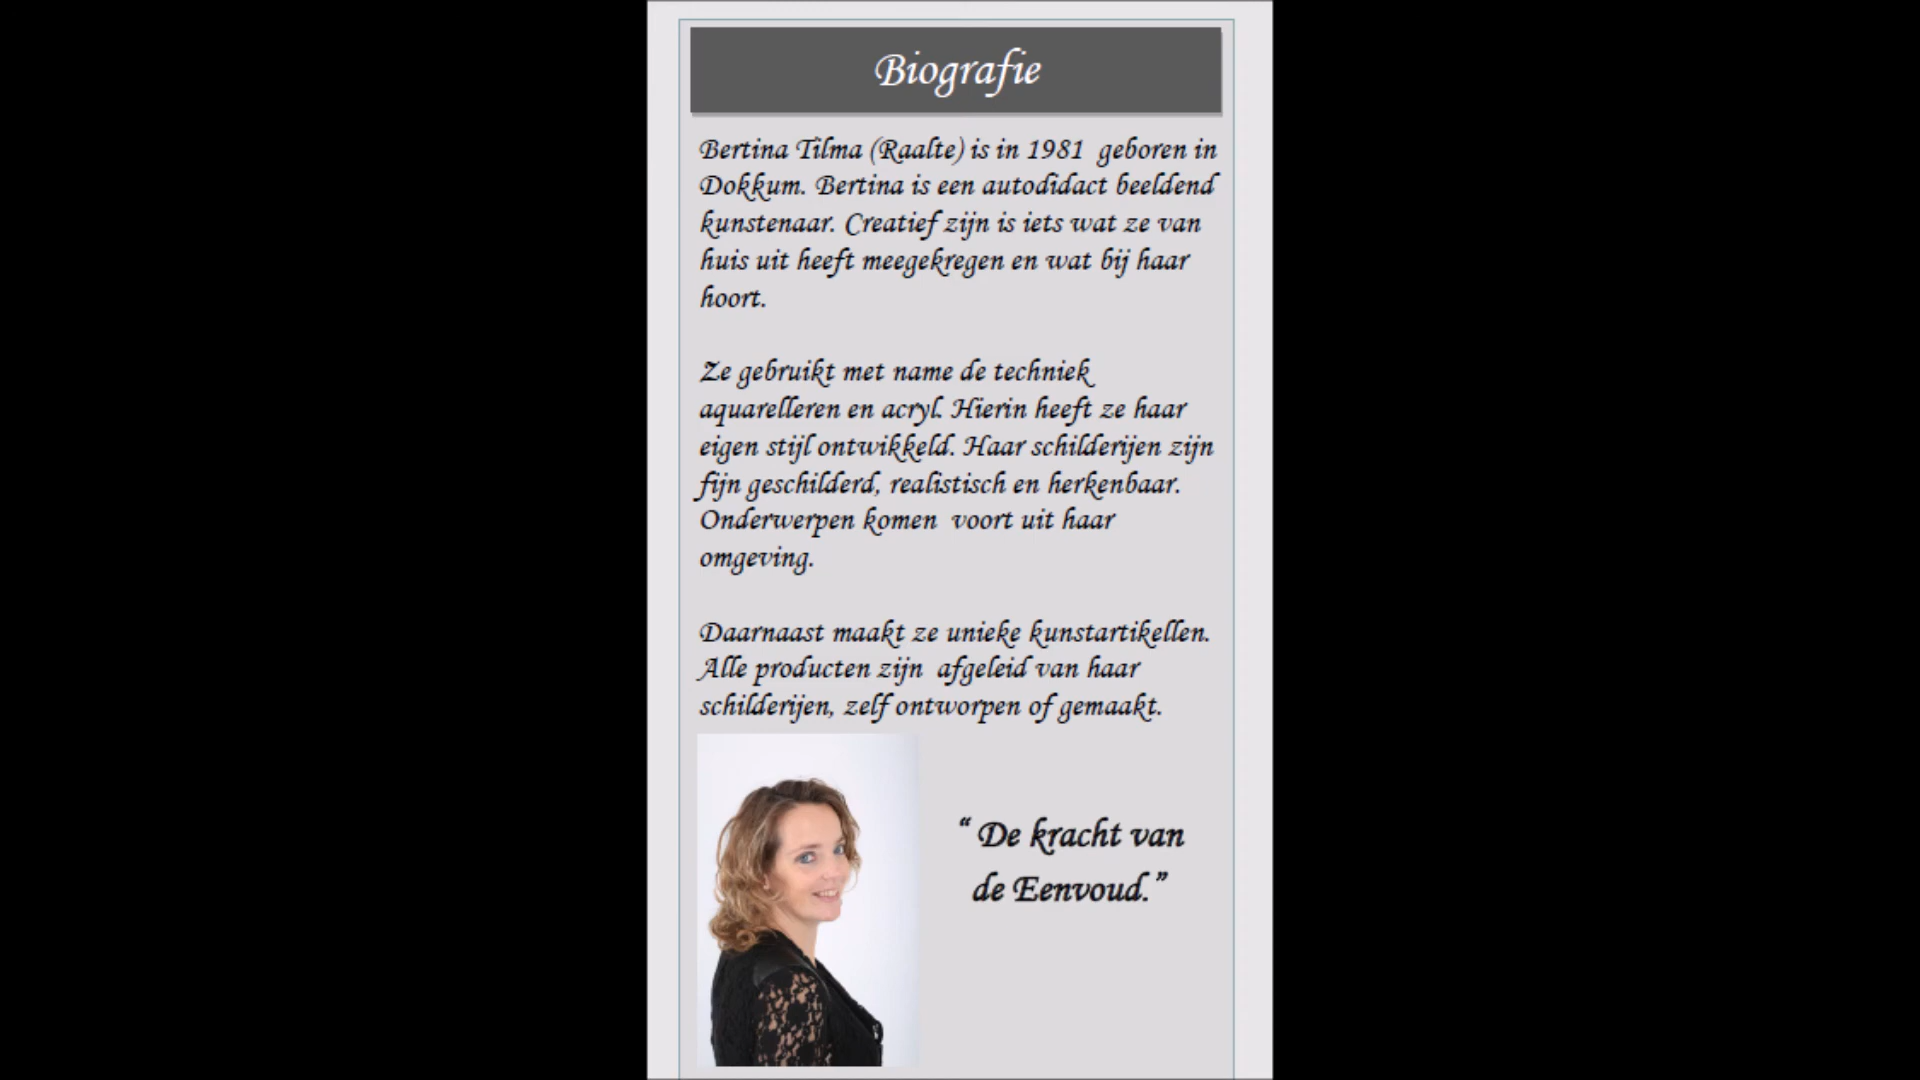 Biografie
Bertina Tilma (Raalte) is in 1981 geboren in
Dokkum. Bertina is een autodidact beeldend
kunstenaar. Creatief zijn is iets wat ze van
huis uit heeft meegekregen en wat bij haar
hoort.
Ze gebruikt met name de techniek
aquarelleren en acryl. Hierin heeft ze haar
eigen stijl ontwikkeld. Haar schilderijen zijn
fijn geschilderd, realistisch en herkenbaar.
Onderwerpen komen voort uit haar
omgeving.
Daarnaast maakt ze unieke kunstartikellen.
Alle producten zijn afgeleid van haar
schilderijen, zelf ontworpen of gemaakt.
“ De kracht van
de Eenvoud.”